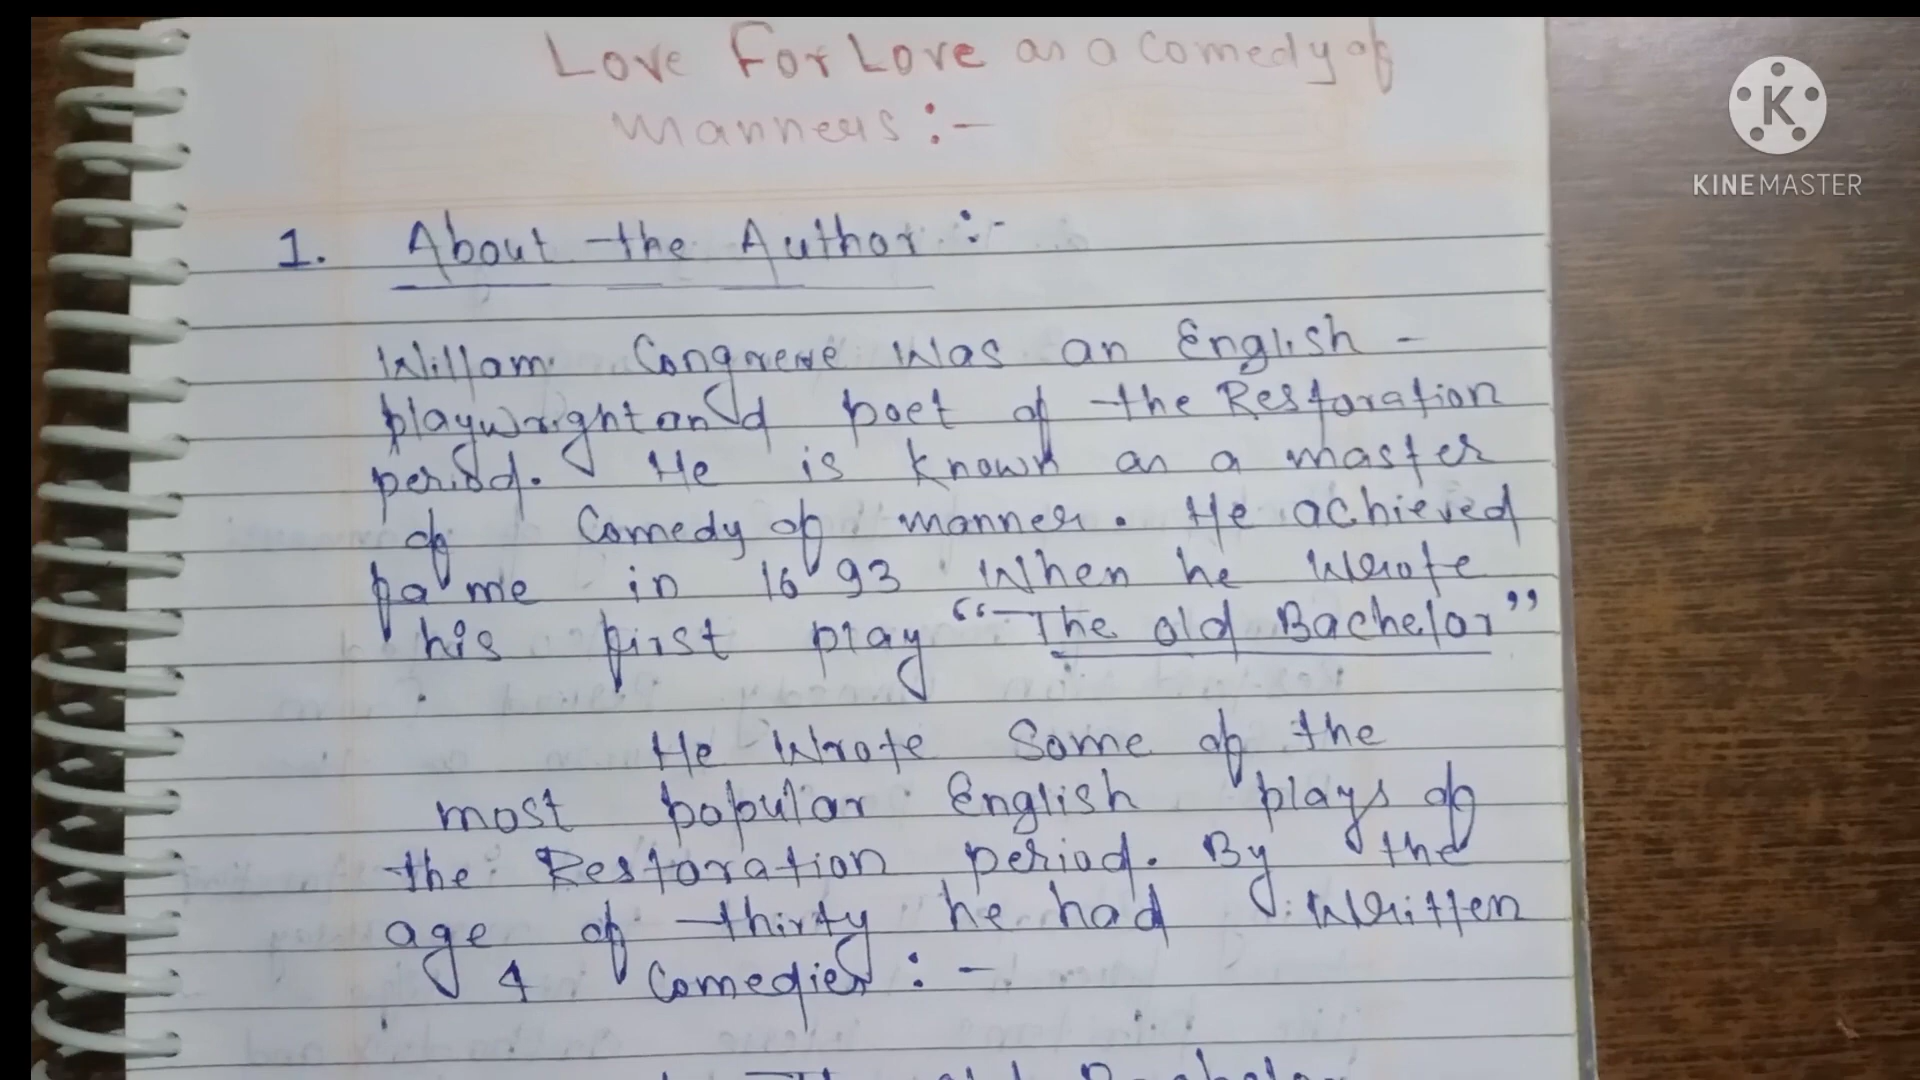 Love For Love as a Comedy of
Manners :-
1. About the Author :-
Willam Congreve was an English -
playwright and poet of the Restoration
period. He is known as a master
of Comedy of manner. He achieved
fame in 1693 When he wrote
his first play "The old Bachelor"
He wrote Some of the
most popular English plays of
the Restoration period. By the
age of thirty he had written
4 Comedies : -
KINEMASTER